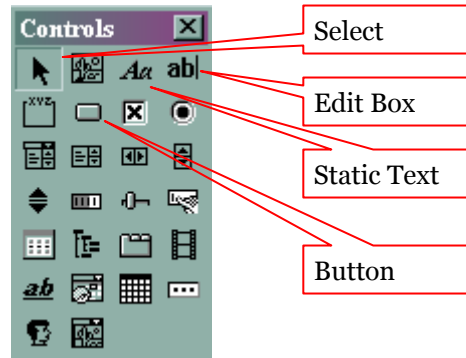 Controls
Select
Aa
ab
Edit Box
xyz
Static Text
Button
ab